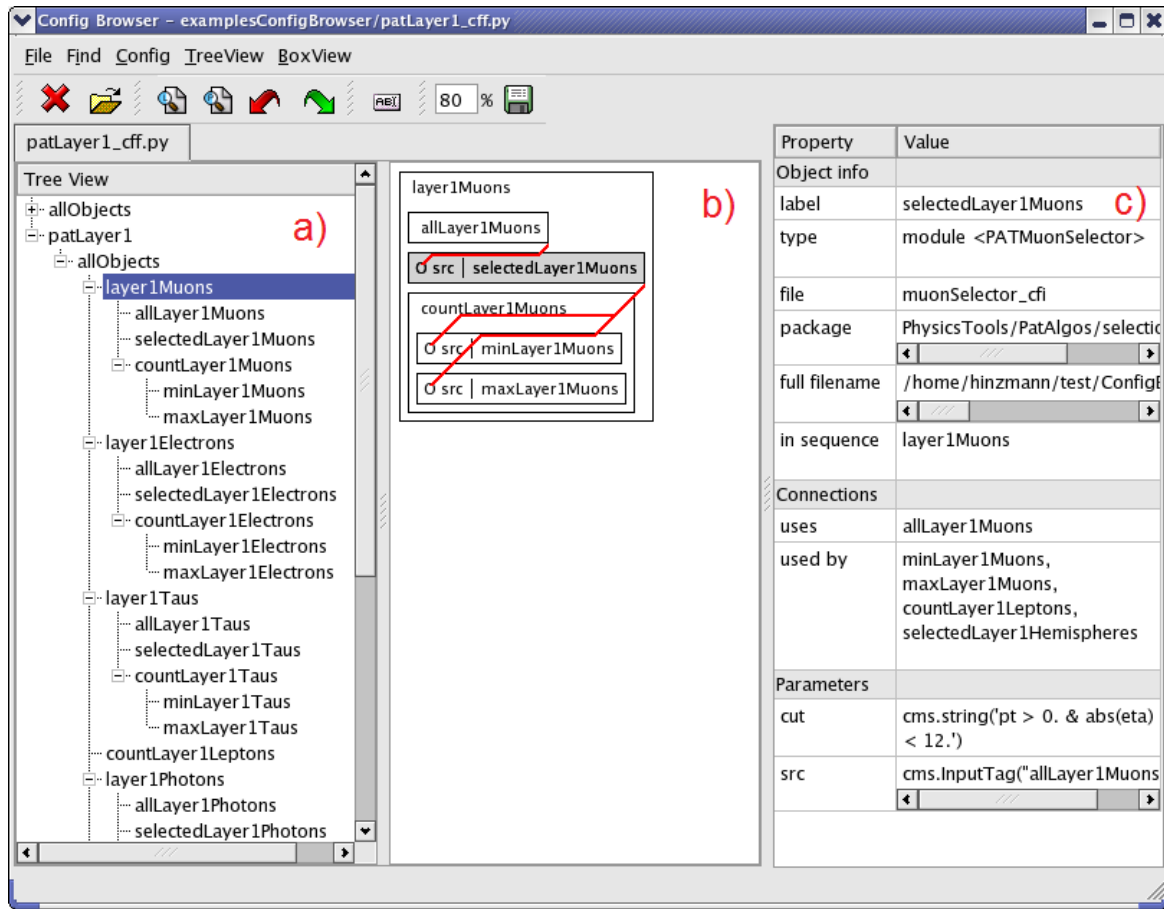 Config Browser – examplesConfigBrowser/patLayer1_cff.py
File Find Config TreeView BoxView
ABI 80 %
patLayer1_cff.py
Tree View
a)
allObjects
patLayer1
allObjects
layer1Muons
allLayer1Muons
selectedLayer1Muons
countLayer1Muons
minLayer1Muons
maxLayer1Muons
layer1Electrons
allLayer1Electrons
selectedLayer1Electrons
countLayer1Electrons
minLayer1Electrons
maxLayer1Electrons
layer1Taus
allLayer1Taus
selectedLayer1Taus
countLayer1Taus
minLayer1Taus
maxLayer1Taus
countLayer1Leptons
layer1Photons
allLayer1Photons
selectedLayer1Photons
b)
layer1Muons
allLayer1Muons
O src | selectedLayer1Muons
countLayer1Muons
O src | minLayer1Muons
O src | maxLayer1Muons
Property Value
Object info
c)
label selectedLayer1Muons
type module <PATMuonSelector>
file muonSelector_cfi
package PhysicsTools/PatAlgos/selectio
full filename /home/hinzmann/test/ConfigE
in sequence layer1Muons
Connections
uses allLayer1Muons
used by minLayer1Muons,
maxLayer1Muons,
countLayer1Leptons,
selectedLayer1Hemispheres
Parameters
cut cms.string('pt > 0. & abs(eta)
< 12.')
src cms.InputTag("allLayer1Muons